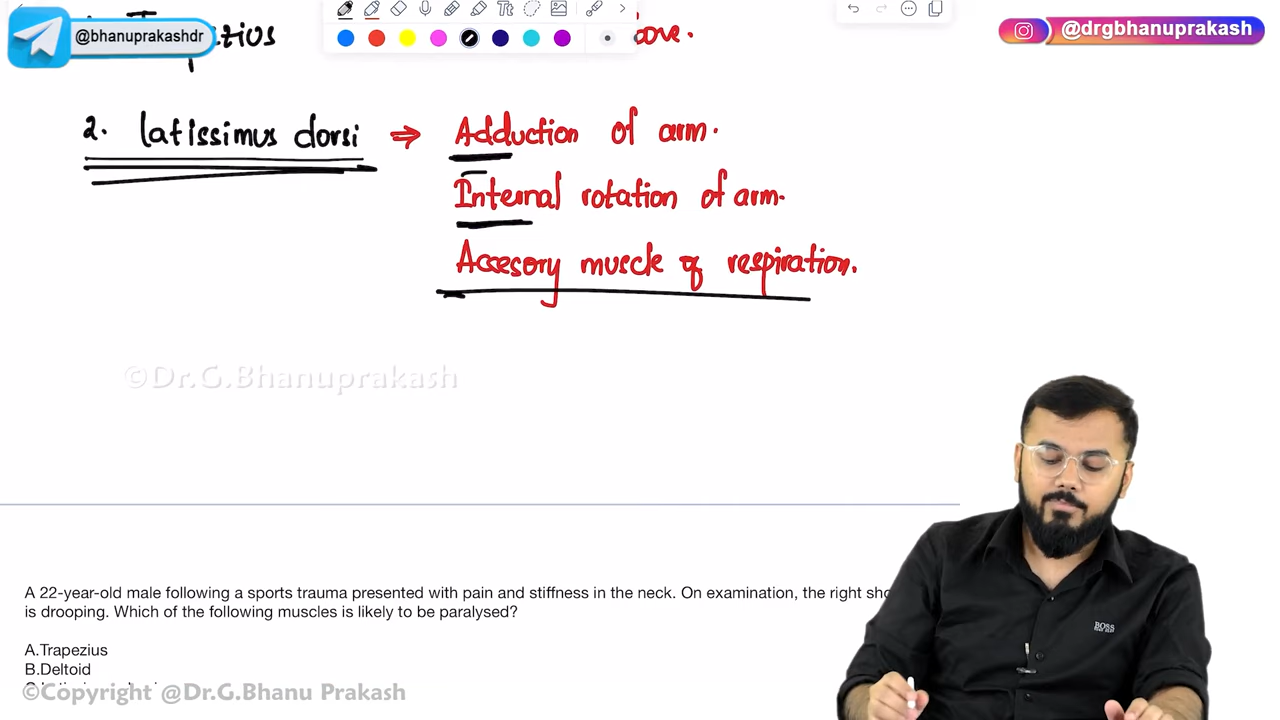 @bhanuprakashdr
@drgbhanuprakash
2. latissimus dorsi ⇒ Adduction of arm.
Internal rotation of arm.
Accesory muscle of respiration.
©Dr.G.Bhanuprakash
A 22-year-old male following a sports trauma presented with pain and stiffness in the neck. On examination, the right
is drooping. Which of the following muscles is likely to be paralysed?
A.Trapezius
B.Deltoid
©Copyright @Dr.G.Bhanu Prakash
BOSS